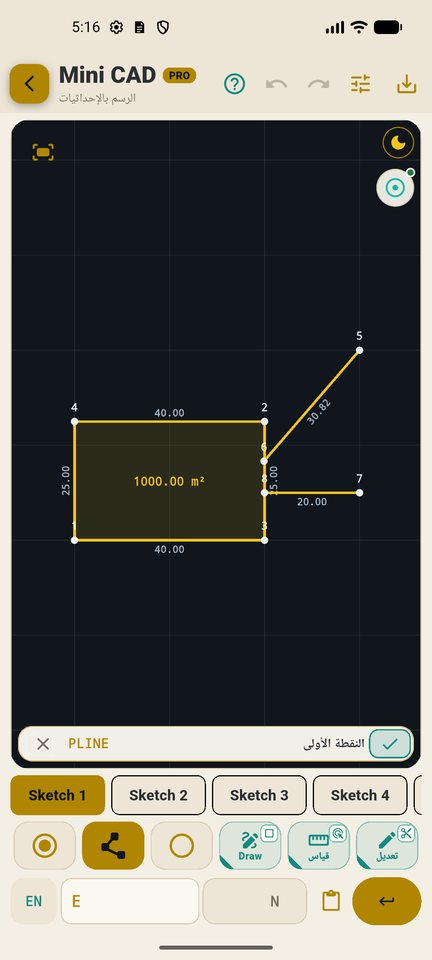 5:16
Mini CAD PRO
الرسم بالإحداثيات
5
4
40.00
2
30.82
6
25.00
1000.00 m²
8
25.00
7
20.00
1
3
40.00
PLINE
النقطة الأولى
Sketch 1
Sketch 2
Sketch 3
Sketch 4
Draw
قياس
تعديل
EN
E
N